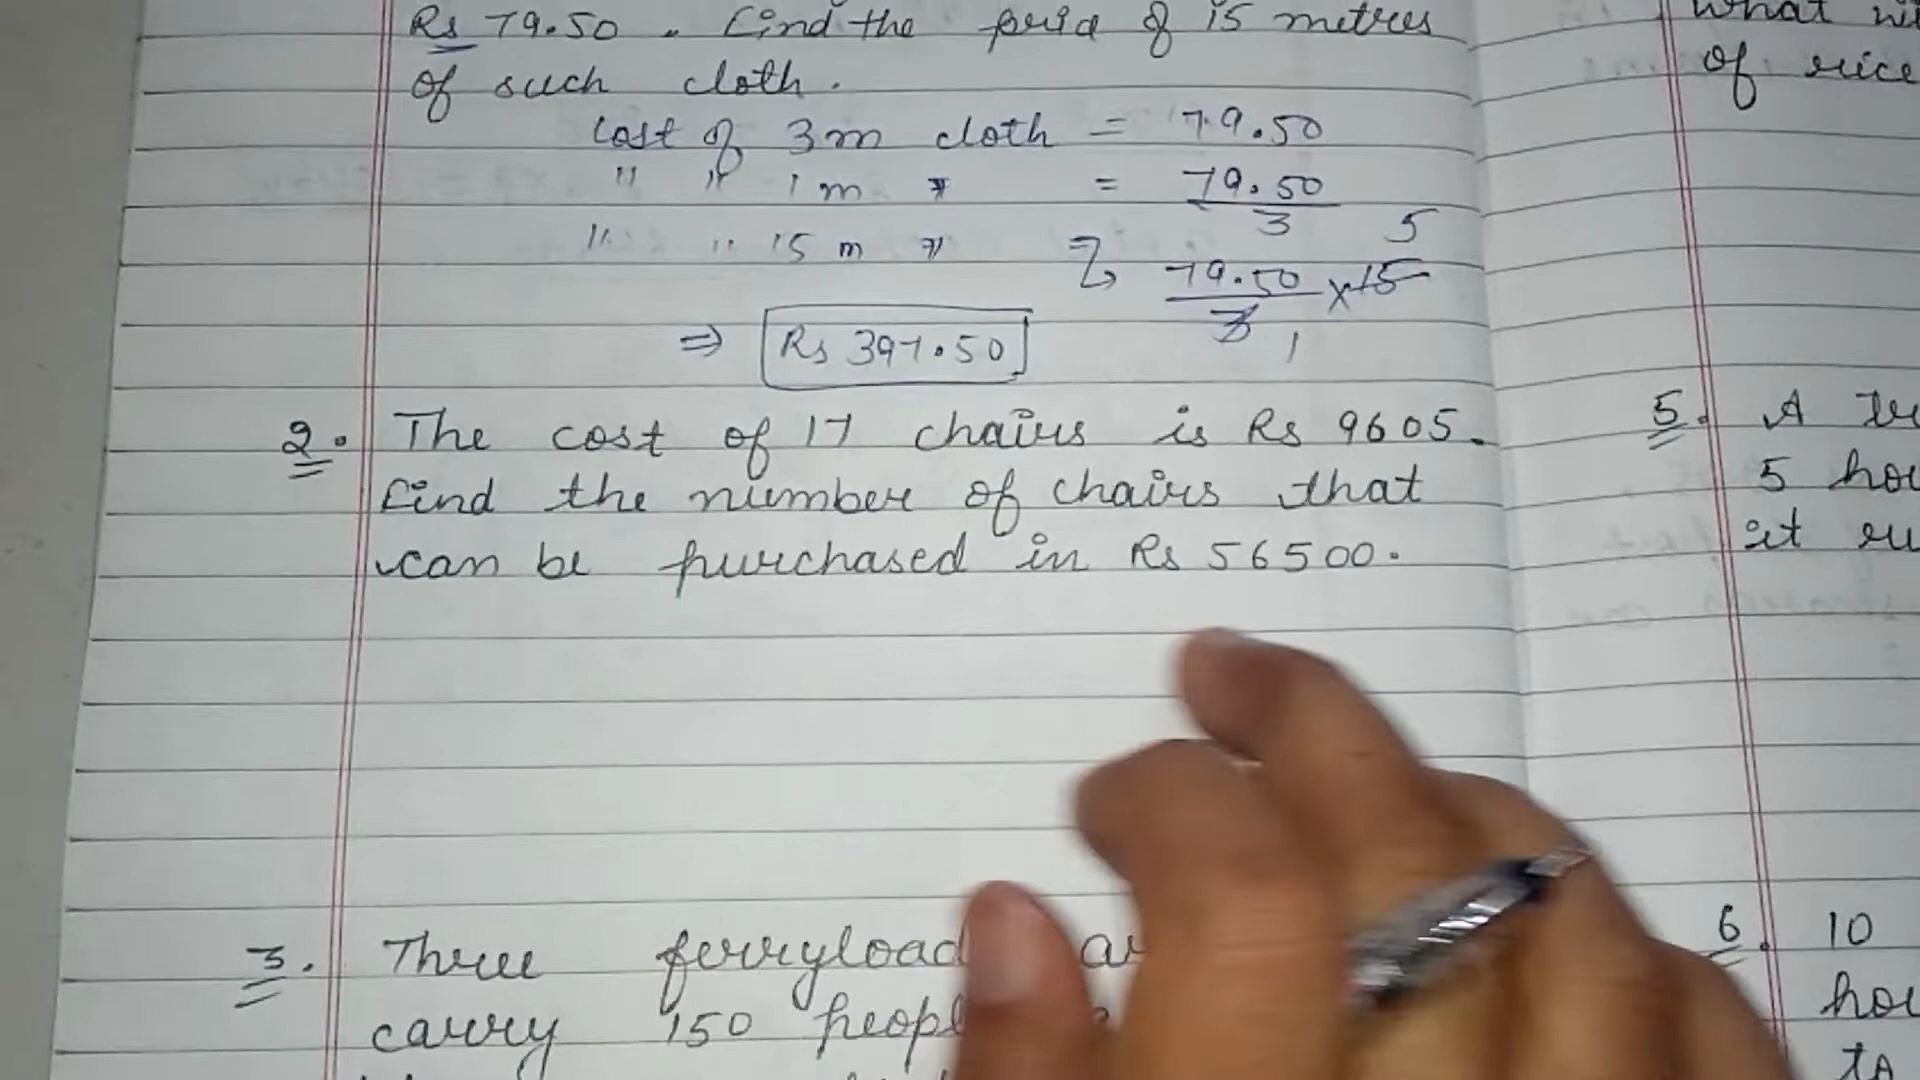 Rs 79.50. Find the price of 15 metres
of such cloth.
Cost of 3m cloth = 79.50
" " 1m " = 79.50
3
" " 15 m " 79.50 × 15
3
5
1
⇒ Rs 397.50
2. The cost of 17 chairs is Rs 9605.
Find the number of chairs that
can be purchased in Rs 56500.
3. Three ferryload
carry 150
What
of rice
5. A
5
it
6. 10